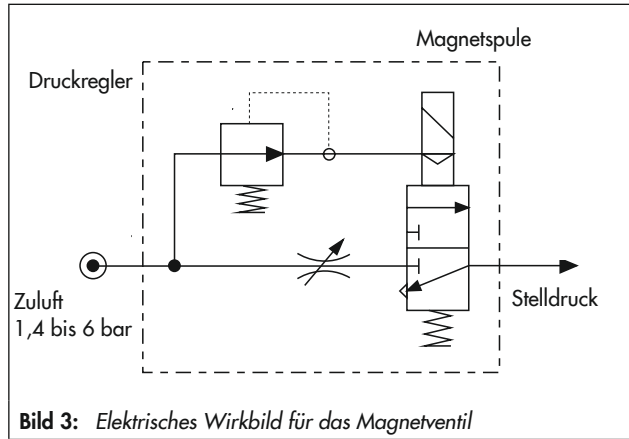 Magnetspule
Druckregler
Zuluft
1,4 bis 6 bar
Stelldruck
Bild 3: Elektrisches Wirkbild für das Magnetventil